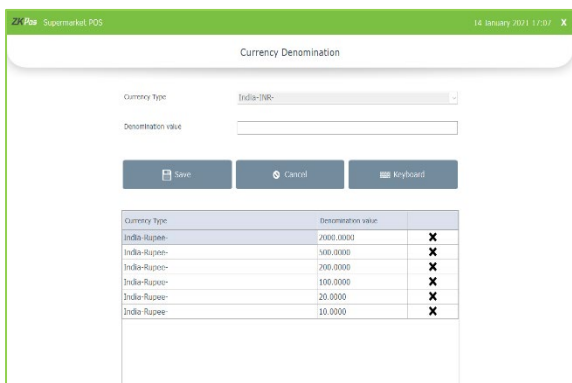 ZKPos Supermarket POS 14 January 2021 17:07 X
Currency Denomination
Currency Type India-INR-
Denomination value
Save Cancel Keyboard
Currency Type Denomination value
India-Rupee- 2000.0000
India-Rupee- 500.0000
India-Rupee- 200.0000
India-Rupee- 100.0000
India-Rupee- 20.0000
India-Rupee- 10.0000